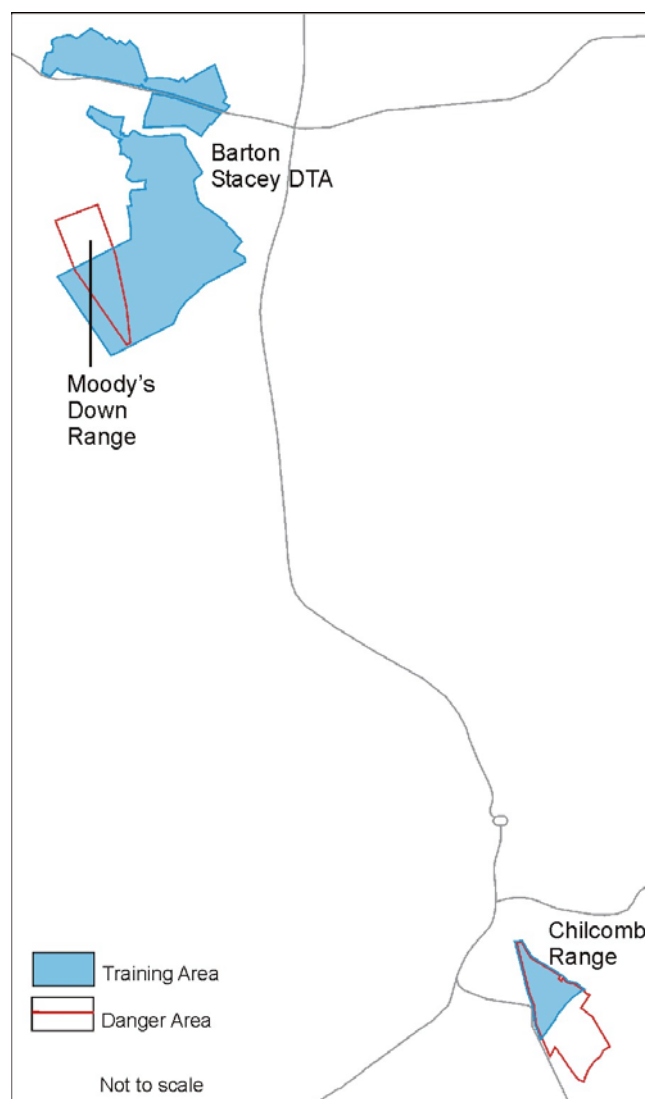 Barton
Stacey DTA
Moody's
Down
Range
Chilcomb
Range
Training Area
Danger Area
Not to scale